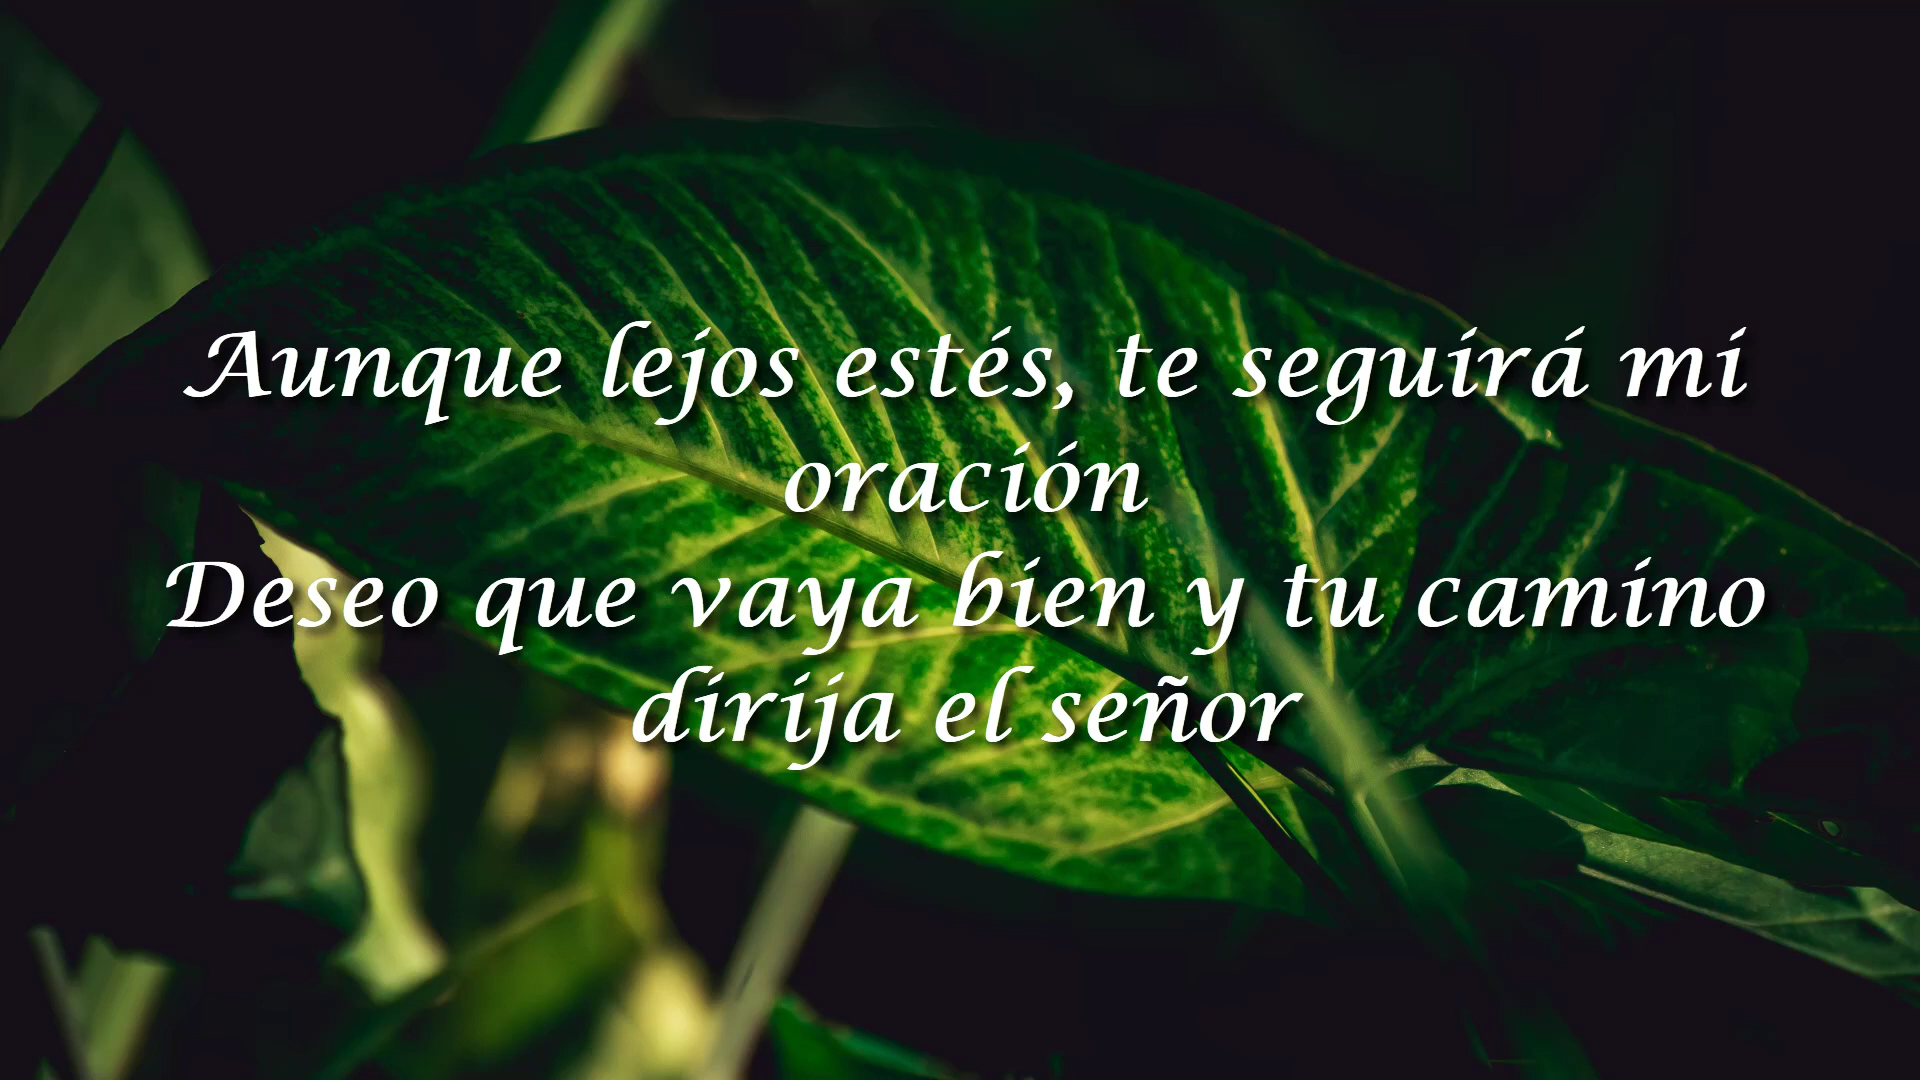 Aunque lejos estés, te seguirá mi
oración
Deseo que vaya bien y tu camino
dirija el señor